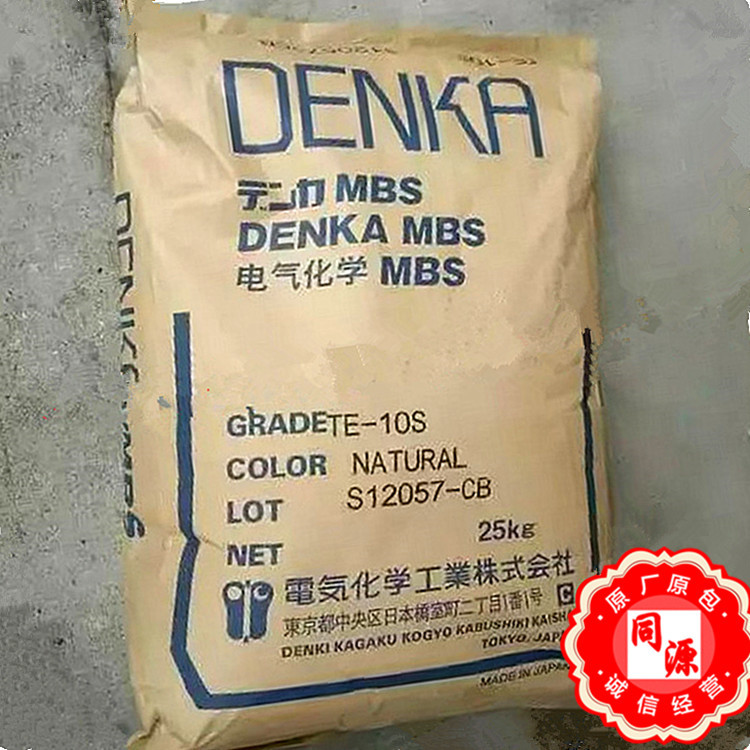 DENKA
デンカ MBS
DENKA MBS
电气化学 MBS
GRADE TE-10S
COLOR NATURAL
LOT S12057-CB
NET 25kg
電気化学工業株式会社
東京都中央区日本橋室町二丁目1番1号 C
DENKI KAGAKU KOGYO KABUSHIKI KAISHA
TOKYO, JAPAN
MADE IN JAPAN
DENKA MBS
原厂原包
同源
诚信经营